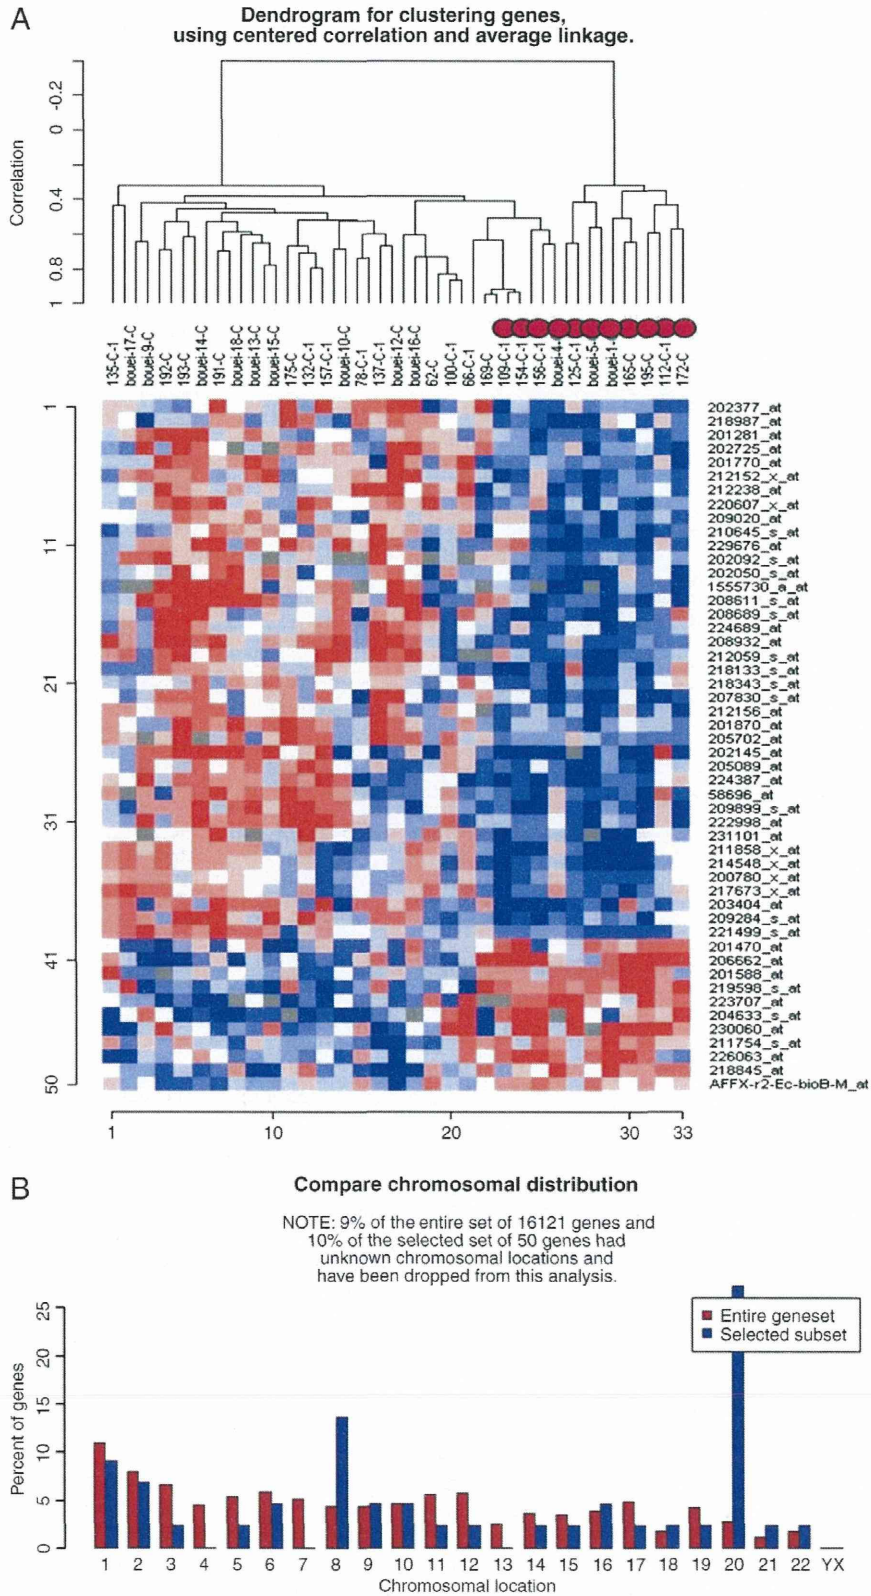 A
Dendrogram for clustering genes,
using centered correlation and average linkage.
Correlation
-0.2
0
0.4
0.8
1
135-C-1
bouei-17-C
bouei-9-C
192-C
193-C
bouei-14-C
191-C
bouei-18-C
bouei-13-C
bouei-15-C
175-C
132-C-1
157-C-1
bouei-10-C
78-C-1
137-C-1
bouei-12-C
bouei-16-C
62-C
100-C-1
66-C-1
169-C
109-C-1
154-C-1
156-C-1
bouei-4-
125-C-1
bouei-5-
bouei-1-
165-C
195-C
112-C-1
172-C
1
11
21
31
41
50
202377_at
218987_at
201281_at
202725_at
201770_at
212152_x_at
212238_at
220607_x_at
209020_at
210645_s_at
229676_at
202092_s_at
202050_s_at
1555730_a_at
208611_s_at
208689_s_at
224689_at
208932_at
212059_s_at
218133_s_at
218343_s_at
207830_s_at
212156_at
201870_at
205702_at
202145_at
205089_at
224387_at
58696_at
209899_s_at
222998_at
231101_at
211858_x_at
214548_x_at
200780_x_at
217673_x_at
203404_at
209284_s_at
221499_s_at
201470_at
206662_at
201588_at
219598_s_at
223707_at
204633_s_at
230060_at
211754_s_at
226063_at
218845_at
AFFX-r2-Ec-bioB-M_at
1 10 20 30 33
B
Compare chromosomal distribution
NOTE: 9% of the entire set of 16121 genes and
10% of the selected set of 50 genes had
unknown chromosomal locations and
have been dropped from this analysis.
Percent of genes
25
20
15
10
5
0
Entire geneset
Selected subset
1 2 3 4 5 6 7 8 9 10 11 12 13 14 15 16 17 18 19 20 21 22 YX
Chromosomal location